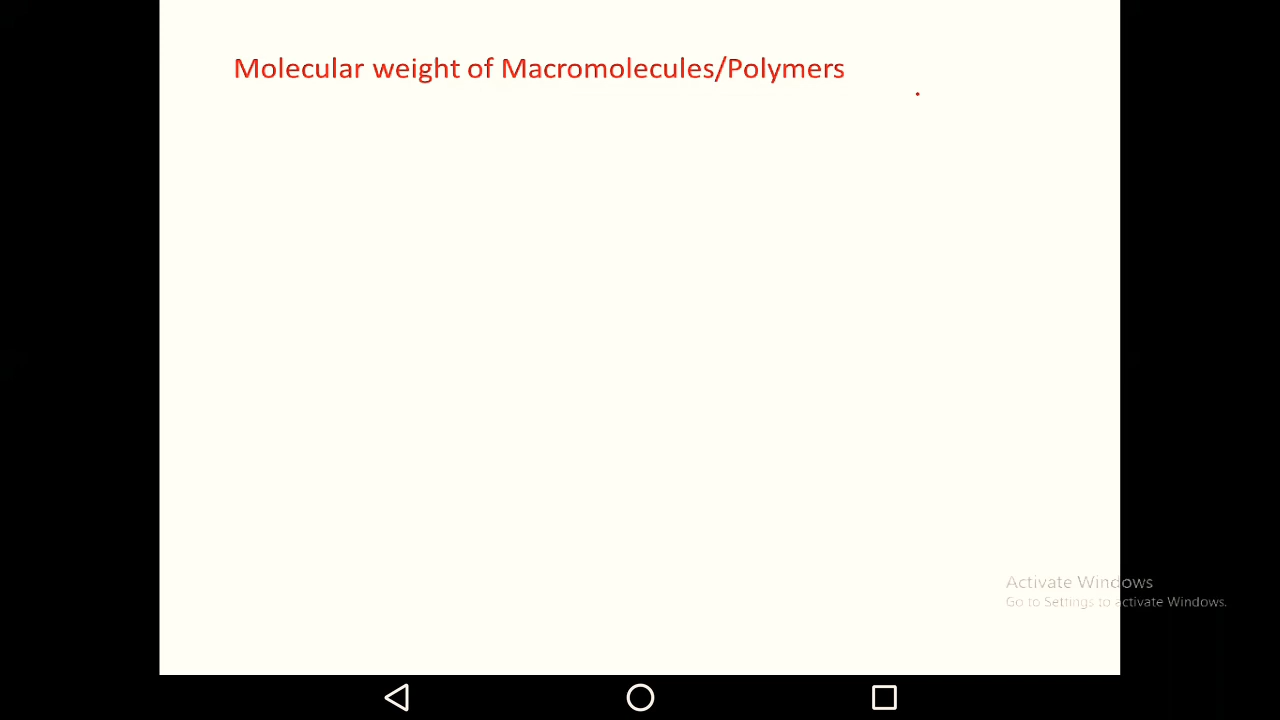 Molecular weight of Macromolecules/Polymers
Activate Windows
Go to Settings to activate Windows.